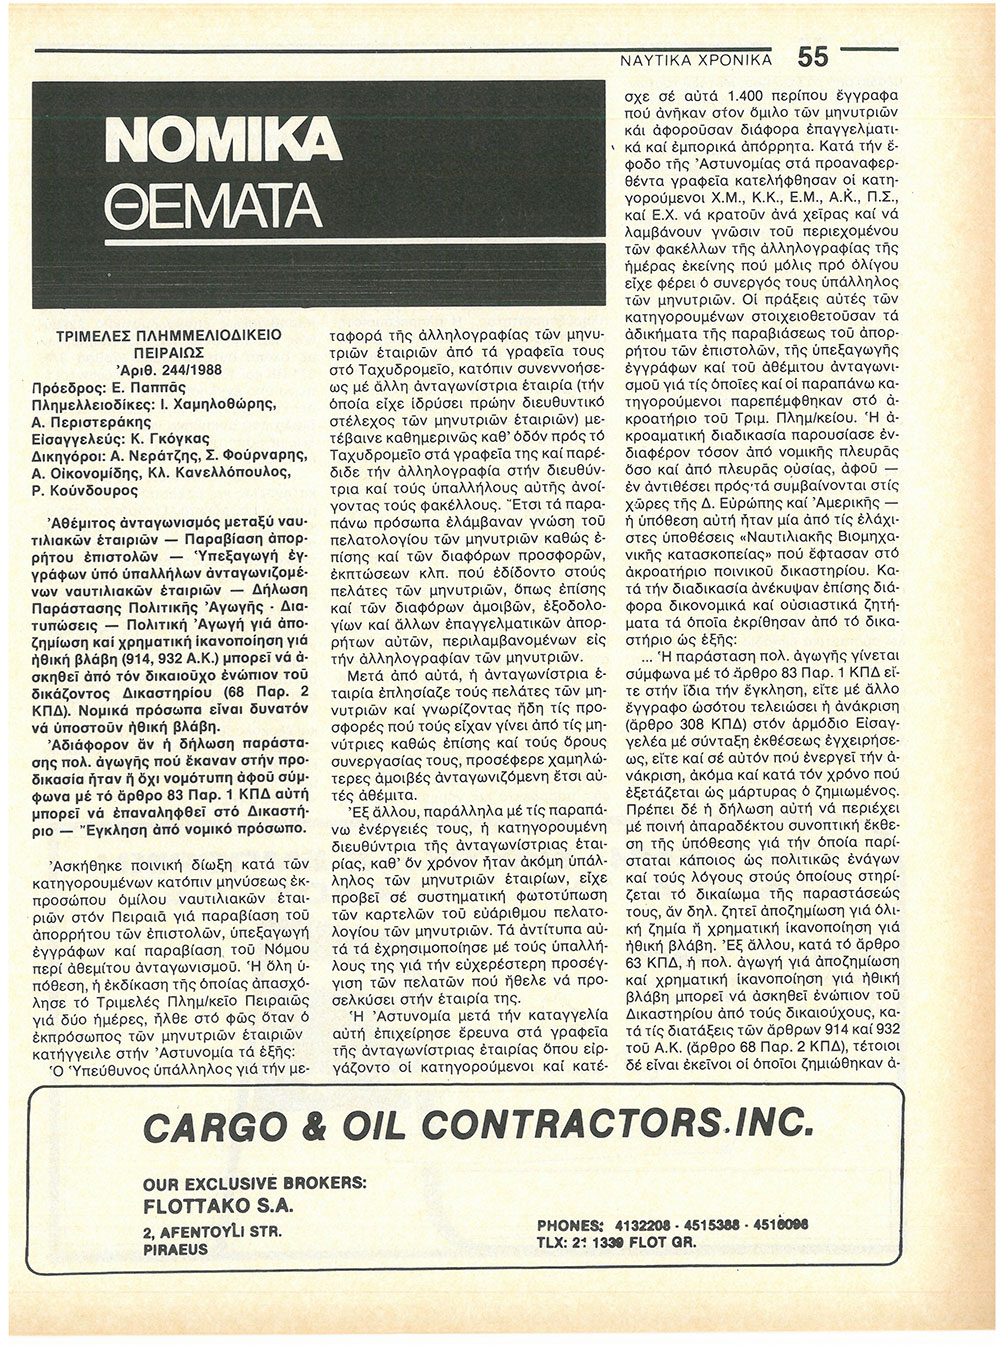 ΝΑΥΤΙΚΑ ΧΡΟΝΙΚΑ 55
ΝΟΜΙΚΑ
ΘΕΜΑΤΑ
ΤΡΙΜΕΛΕΣ ΠΛΗΜΜΕΛΙΟΔΙΚΕΙΟ
ΠΕΙΡΑΙΩΣ
Ἀριθ. 244/1988
Πρόεδρος: Ε. Παππᾶς
Πλημελλειοδίκες: Ι. Χαμηλοθώρης,
Α. Περιστεράκης
Εἰσαγγελεύς: Κ. Γκόγκας
Δικηγόροι: Α. Νεράτζης, Σ. Φούρναρης,
Α. Οἰκονομίδης, Κλ. Κανελλόπουλος,
Ρ. Κούνδουρος
Ἀθέμιτος ἀνταγωνισμός μεταξύ ναυ-
τιλιακῶν ἑταιριῶν — Παραβίαση ἀπορ-
ρήτου ἐπιστολῶν — Ὑπεξαγωγή ἐγ-
γράφων ὑπό ὑπαλλήλων ἀνταγωνιζομέ-
νων ναυτιλιακῶν ἑταιριῶν — Δήλωση
Παράστασης Πολιτικῆς Ἀγωγῆς - Δια-
τυπώσεις — Πολιτική Ἀγωγή γιά ἀπο-
ζημίωση καί χρηματική ἱκανοποίηση γιά
ἠθική βλάβη (914, 932 Α.Κ.) μπορεῖ νά ἀ-
σκηθεῖ ἀπό τόν δικαιοῦχο ἐνώπιον τοῦ
δικάζοντος Δικαστηρίου (68 Παρ. 2
ΚΠΔ). Νομικά πρόσωπα εἶναι δυνατόν
νά ὑποστοῦν ἠθική βλάβη.
Ἀδιάφορον ἄν ἡ δήλωση παράστα-
σης πολ. ἀγωγῆς πού ἔκαναν στήν προ-
δικασία ἦταν ἤ ὄχι νομότυπη ἀφοῦ σύμ-
φωνα μέ τό ἄρθρο 83 Παρ. 1 ΚΠΔ αὐτή
μπορεῖ νά ἐπαναληφθεῖ στό Δικαστή-
ριο — Ἔγκληση ἀπό νομικό πρόσωπο.
Ἀσκήθηκε ποινική δίωξη κατά τῶν
κατηγορουμένων κατόπιν μηνύσεως ἐκ-
προσώπου ὁμίλου ναυτιλιακῶν ἑται-
ριῶν στόν Πειραιᾶ γιά παραβίαση τοῦ
ἀπορρήτου τῶν ἐπιστολῶν, ὑπεξαγωγή
ἐγγράφων καί παραβίαση τοῦ Νόμου
περί ἀθεμίτου ἀνταγωνισμοῦ. Ἡ ὅλη ὑ-
πόθεση, ἡ ἐκδίκαση τῆς ὁποίας ἀπασχό-
λησε τό Τριμελές Πλημ/κεῖο Πειραιῶς
γιά δύο ἡμέρες, ἦλθε στό φῶς ὅταν ὁ
ἐκπρόσωπος τῶν μηνυτριῶν ἑταιριῶν
κατήγγειλε στήν Ἀστυνομία τά ἑξῆς:
Ὁ Ὑπεύθυνος ὑπάλληλος γιά τήν με-
ταφορά τῆς ἀλληλογραφίας τῶν μηνυ-
τριῶν ἑταιριῶν ἀπό τά γραφεῖα τους
στό Ταχυδρομεῖο, κατόπιν συνεννοήσε-
ως μέ ἄλλη ἀνταγωνίστρια ἑταιρία (τήν
ὁποία εἶχε ἱδρύσει πρώην διευθυντικό
στέλεχος τῶν μηνυτριῶν ἑταιριῶν) με-
τέβαινε καθημερινῶς καθ' ὁδόν πρός τό
Ταχυδρομεῖο στά γραφεῖα της καί παρέ-
διδε τήν ἀλληλογραφία στήν διευθύν-
τρια καί τούς ὑπαλλήλους αὐτῆς ἀνοί-
γοντας τούς φακέλλους. Ἔτσι τά παρα-
πάνω πρόσωπα ἐλάμβαναν γνώση τοῦ
πελατολογίου τῶν μηνυτριῶν καθώς ἐ-
πίσης καί τῶν διαφόρων προσφορῶν,
ἐκπτώσεων κλπ. πού ἐδίδοντο στούς
πελάτες τῶν μηνυτριῶν, ὅπως ἐπίσης
καί τῶν διαφόρων ἀμοιβῶν, ἐξοδολο-
γίων καί ἄλλων ἐπαγγελματικῶν ἀπορ-
ρήτων αὐτῶν, περιλαμβανομένων εἰς
τήν ἀλληλογραφίαν τῶν μηνυτριῶν.
Μετά ἀπό αὐτά, ἡ ἀνταγωνίστρια ἑ-
ταιρία ἐπλησίαζε τούς πελάτες τῶν μη-
νυτριῶν καί γνωρίζοντας ἤδη τίς προ-
σφορές πού τούς εἶχαν γίνει ἀπό τίς μη-
νύτριες καθώς ἐπίσης καί τούς ὅρους
συνεργασίας τους, προσέφερε χαμηλώ-
τερες ἀμοιβές ἀνταγωνιζόμενη ἔτσι αὐ-
τές ἀθέμιτα.
Ἐξ ἄλλου, παράλληλα μέ τίς παραπά-
νω ἐνέργειές τους, ἡ κατηγορουμένη
διευθύντρια τῆς ἀνταγωνίστριας ἑται-
ρίας, καθ' ὅν χρόνον ἦταν ἀκόμη ὑπάλ-
ληλος τῶν μηνυτριῶν ἑταιρίων, εἶχε
προβεῖ σέ συστηματική φωτοτύπωση
τῶν καρτελῶν τοῦ εὐάριθμου πελατο-
λογίου τῶν μηνυτριῶν. Τά ἀντίτυπα αὐ-
τά τά ἐχρησιμοποίησε μέ τούς ὑπαλλή-
λους της γιά τήν εὐχερέστερη προσέγ-
γιση τῶν πελατῶν πού ἤθελε νά προ-
σελκύσει στήν ἑταιρία της.
Ἡ Ἀστυνομία μετά τήν καταγγελία
αὐτή ἐπιχείρησε ἔρευνα στά γραφεῖα
τῆς ἀνταγωνίστριας ἑταιρίας ὅπου εἰρ-
γάζοντο οἱ κατηγορούμενοι καί κατέ-
σχε σέ αὐτά 1.400 περίπου ἔγγραφα
πού ἀνῆκαν στον ὅμιλο τῶν μηνυτριῶν
κάι ἀφοροῦσαν διάφορα ἐπαγγελματι-
κά καί ἐμπορικά ἀπόρρητα. Κατά τήν ἔ-
φοδο τῆς Ἀστυνομίας στά προαναφερ-
θέντα γραφεῖα κατελήφθησαν οἱ κατη-
γορούμενοι Χ.Μ., Κ.Κ., Ε.Μ., Α.Κ., Π.Σ.,
καί Ε.Χ. νά κρατοῦν ἀνά χεῖρας καί νά
λαμβάνουν γνῶσιν τοῦ περιεχομένου
τῶν φακέλλων τῆς ἀλληλογραφίας τῆς
ἡμέρας ἐκείνης πού μόλις πρό ὀλίγου
εἶχε φέρει ὁ συνεργός τους ὑπάλληλος
τῶν μηνυτριῶν. Οἱ πράξεις αὐτές τῶν
κατηγορουμένων στοιχειοθετοῦσαν τά
ἀδικήματα τῆς παραβιάσεως τοῦ ἀπορ-
ρήτου τῶν ἐπιστολῶν, τῆς ὑπεξαγωγῆς
ἐγγράφων καί τοῦ ἀθέμιτου ἀνταγωνι-
σμοῦ γιά τίς ὁποῖες καί οἱ παραπάνω κα-
τηγορούμενοι παρεπέμφθηκαν στό ἀ-
κροατήριο τοῦ Τριμ. Πλημ/κείου. Ἡ ἀ-
κροαματική διαδικασία παρουσίασε ἐν-
διαφέρον τόσον ἀπό νομικῆς πλευρᾶς
ὅσο καί ἀπό πλευρᾶς οὐσίας, ἀφοῦ —
ἐν ἀντιθέσει πρός τά συμβαίνονται στίς
χῶρες τῆς Δ. Εὐρώπης καί Ἀμερικῆς —
ἡ ὑπόθεση αὐτή ἦταν μία ἀπό τίς ἐλάχι-
στες ὑποθέσεις «Ναυτιλιακῆς Βιομηχα-
νικῆς κατασκοπείας» πού ἔφτασαν στό
ἀκροατήριο ποινικοῦ δικαστηρίου. Κα-
τά τήν διαδικασία ἀνέκυψαν ἐπίσης διά-
φορα δικονομικά καί οὐσιαστικά ζητή-
ματα τά ὁποῖα ἐκρίθησαν ἀπό τό δικα-
στήριο ὡς ἑξῆς:
... Ἡ παράσταση πολ. ἀγωγῆς γίνεται
σύμφωνα μέ τό ἄρθρο 83 Παρ. 1 ΚΠΔ εἴ-
τε στήν ἴδια τήν ἔγκληση, εἴτε μέ ἄλλο
ἔγγραφο ὡσότου τελειώσει ἡ ἀνάκριση
(ἄρθρο 308 ΚΠΔ) στόν ἁρμόδιο Εἰσαγ-
γελέα μέ σύνταξη ἐκθέσεως ἐγχειρήσε-
ως, εἴτε καί σέ αὐτόν πού ἐνεργεῖ τήν ἀ-
νάκριση, ἀκόμα καί κατά τόν χρόνο πού
ἐξετάζεται ὡς μάρτυρας ὁ ζημιωμένος.
Πρέπει δέ ἡ δήλωση αὐτή νά περιέχει
μέ ποινή ἀπαραδέκτου συνοπτική ἔκθε-
ση τῆς ὑπόθεσης γιά τήν ὁποία παρί-
σταται κάποιος ὡς πολιτικῶς ἐνάγων
καί τούς λόγους στούς ὁποίους στηρί-
ζεται τό δικαίωμα τῆς παραστάσεώς
τους, ἄν δηλ. ζητεῖ ἀποζημίωση γιά ὁλι-
κή ζημία ἤ χρηματική ἱκανοποίηση γιά
ἠθική βλάβη. Ἐξ ἄλλου, κατά τό ἄρθρο
63 ΚΠΔ, ἡ πολ. ἀγωγή γιά ἀποζημίωση
καί χρηματική ἱκανοποίηση γιά ἠθική
βλάβη μπορεῖ νά ἀσκηθεῖ ἐνώπιον τοῦ
Δικαστηρίου ἀπό τούς δικαιούχους, κα-
τά τίς διατάξεις τῶν ἄρθρων 914 καί 932
τοῦ Α.Κ. (ἄρθρο 68 Παρ. 2 ΚΠΔ), τέτοιοι
δέ εἶναι ἐκεῖνοι οἱ ὁποῖοι ζημιώθηκαν ἀ-
CARGO & OIL CONTRACTORS.INC.
OUR EXCLUSIVE BROKERS:
FLOTTAKO S.A.
2, AFENTOYLI STR.
PIRAEUS
PHONES: 4132208 - 4515388 - 4516096
TLX: 21 1339 FLOT GR.